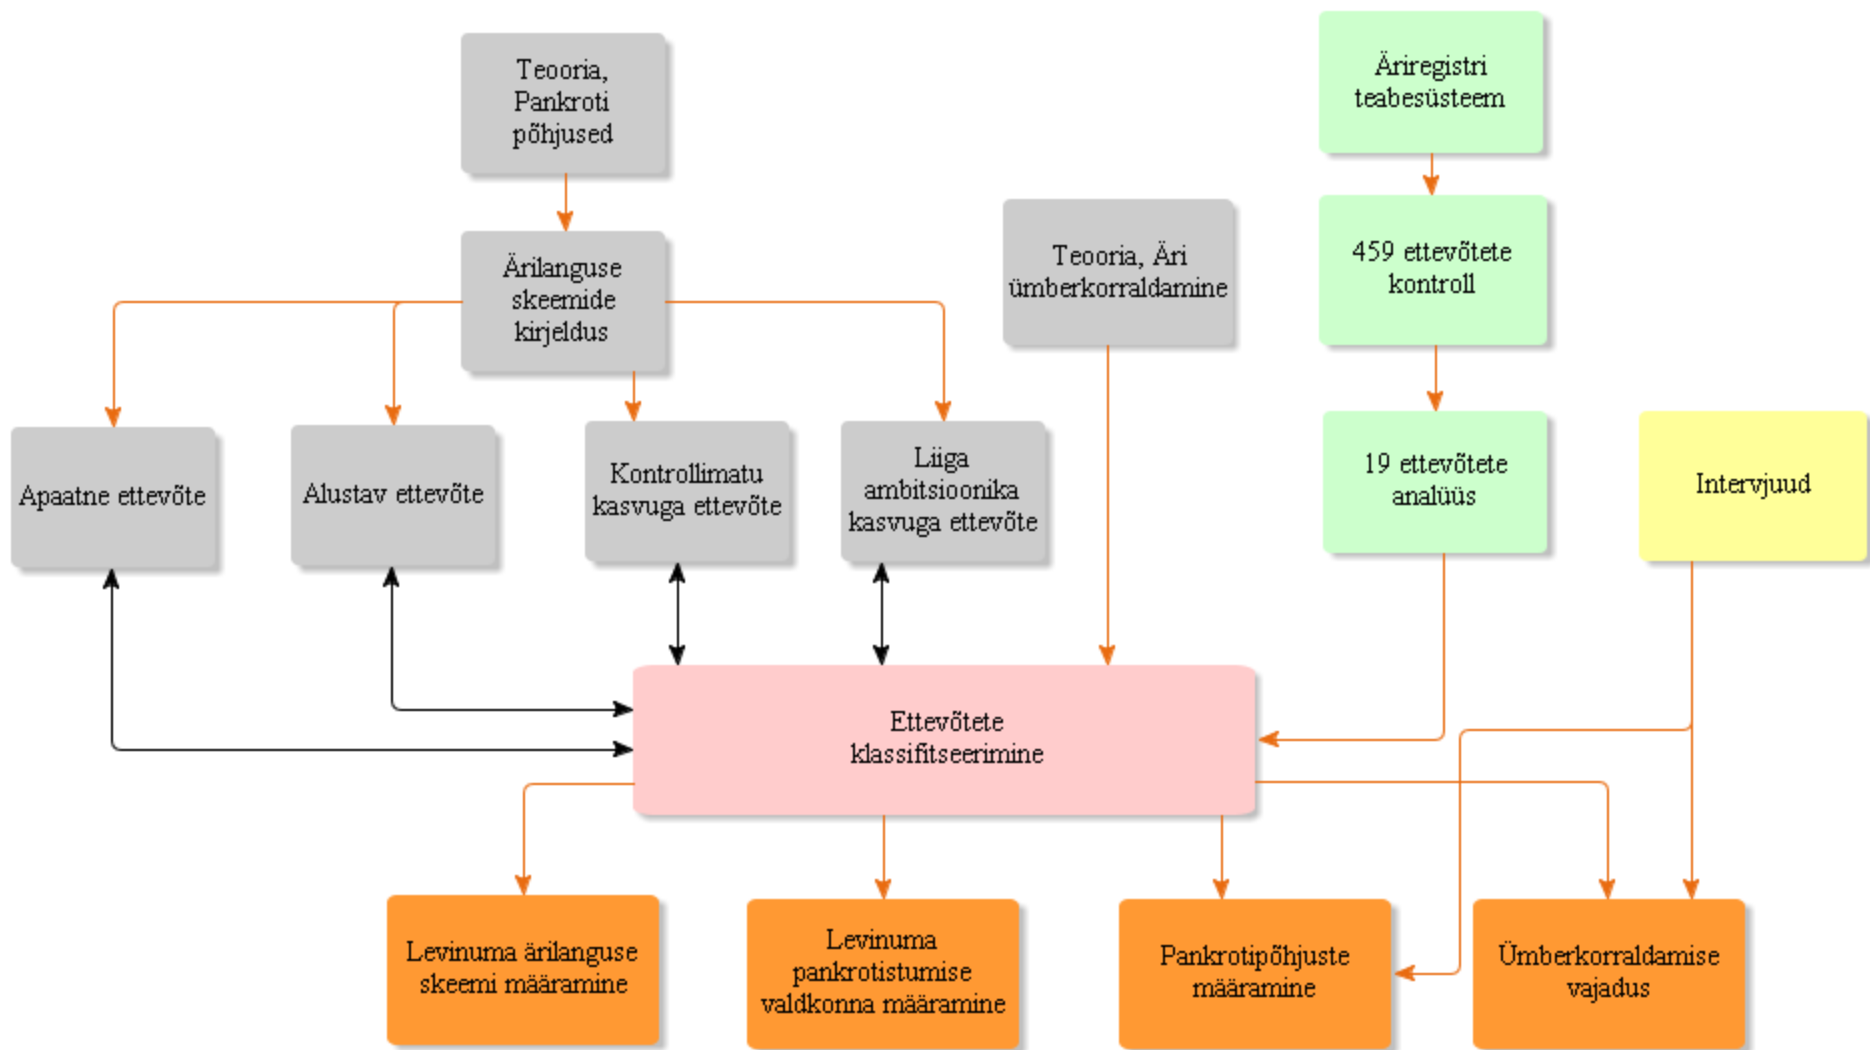 Teooria,
Pankroti
põhjused
Äriregistri
teabesüsteem
Ärilanguse
skeemide
kirjeldus
Teooria, Äri
ümberkorraldamine
459 ettevõtete
kontroll
Apaatne ettevõte
Alustav ettevõte
Kontrollimatu
kasvuga ettevõte
Liiga
ambitsioonika
kasvuga ettevõte
19 ettevõtete
analüüs
Intervjuud
Ettevõtete
klassifitseerimine
Levinuma ärilanguse
skeemi määramine
Levinuma
pankrotistumise
valdkonna määramine
Pankrotipõhjuste
määramine
Ümberkorraldamise
vajadus